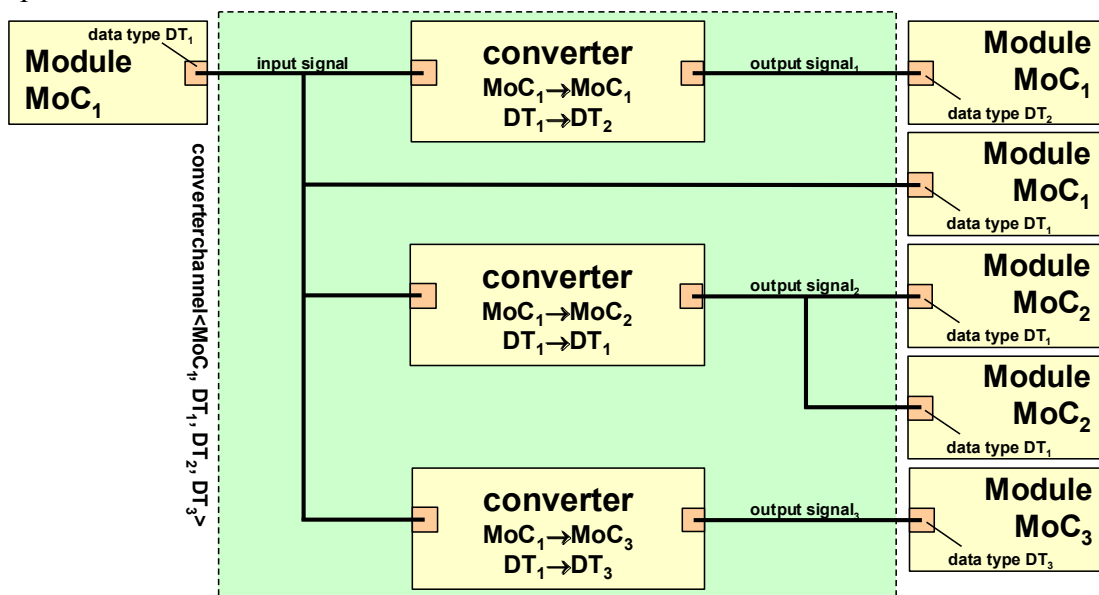 data type DT₁
Module
MoC₁
converterchannel<MoC₁, DT₁, DT₂, DT₃>
input signal
converter
MoC₁→MoC₁
DT₁→DT₂
output signal₁
Module
MoC₁
data type DT₂
Module
MoC₁
data type DT₁
converter
MoC₁→MoC₂
DT₁→DT₁
output signal₂
Module
MoC₂
data type DT₁
Module
MoC₂
data type DT₁
converter
MoC₁→MoC₃
DT₁→DT₃
output signal₃
Module
MoC₃
data type DT₃